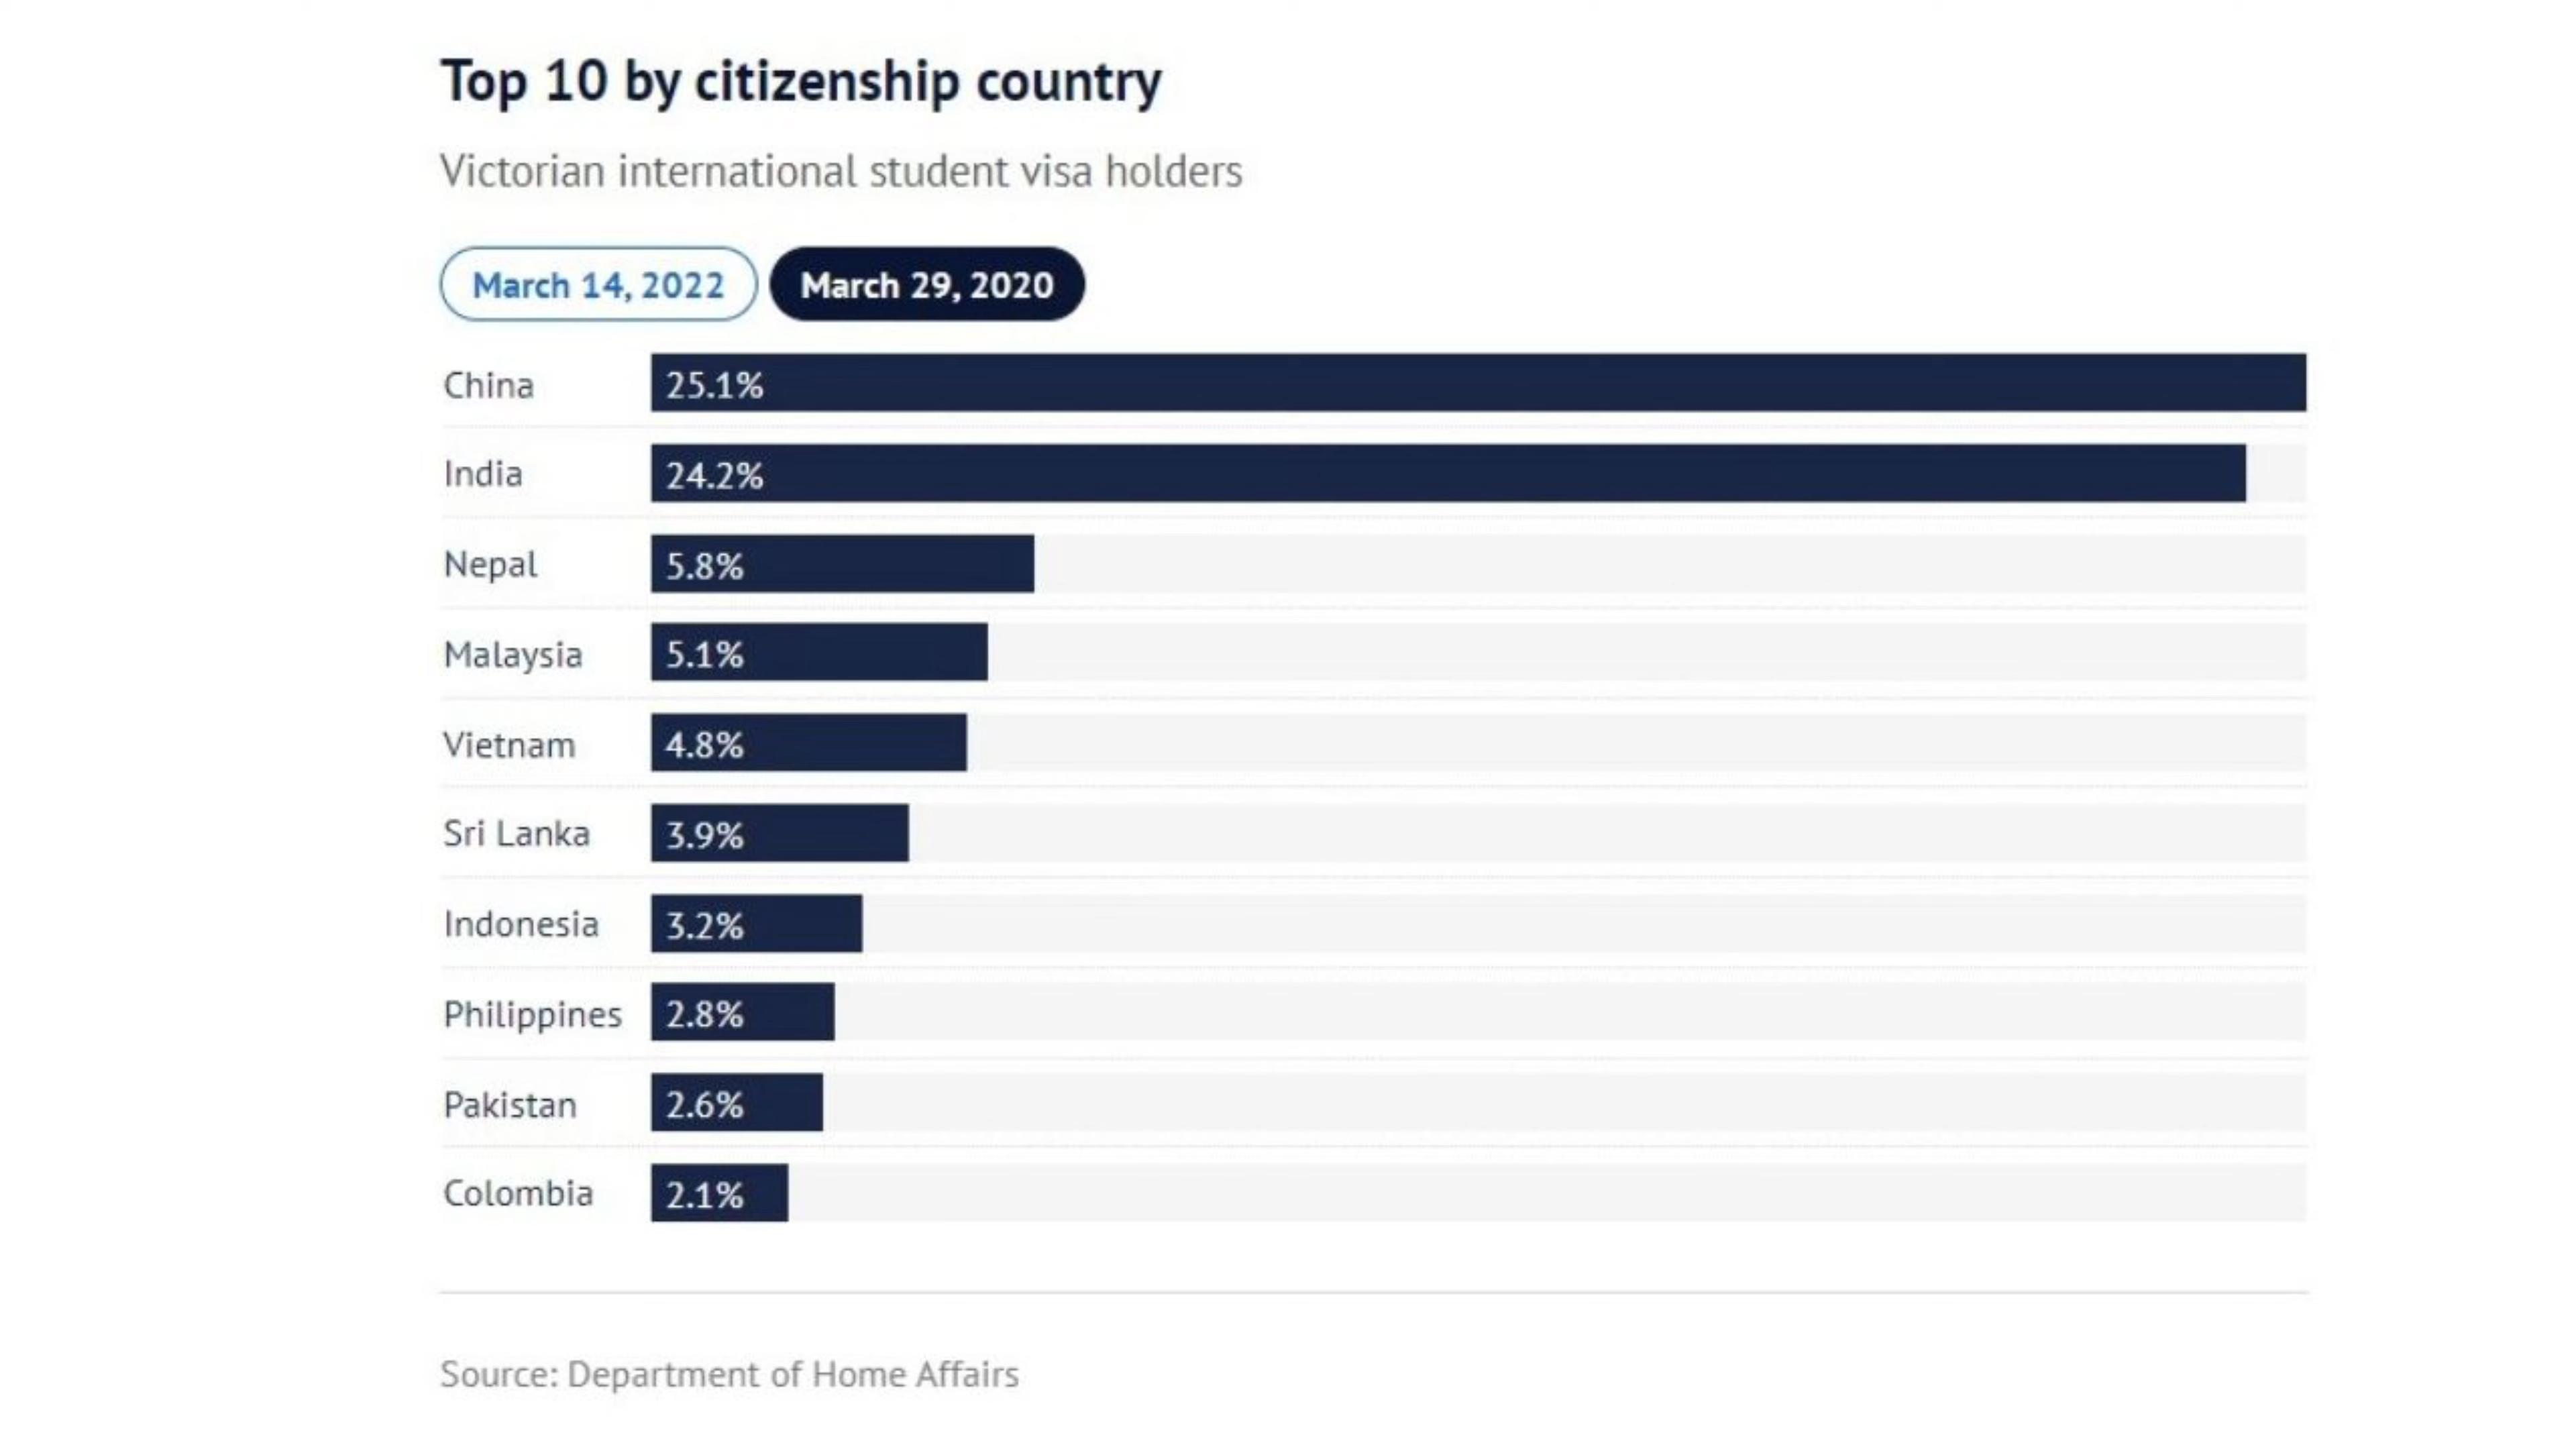 Top 10 by citizenship country
Victorian international student visa holders
March 14, 2022 March 29, 2020
China 25.1%
India 24.2%
Nepal 5.8%
Malaysia 5.1%
Vietnam 4.8%
Sri Lanka 3.9%
Indonesia 3.2%
Philippines 2.8%
Pakistan 2.6%
Colombia 2.1%
Source: Department of Home Affairs